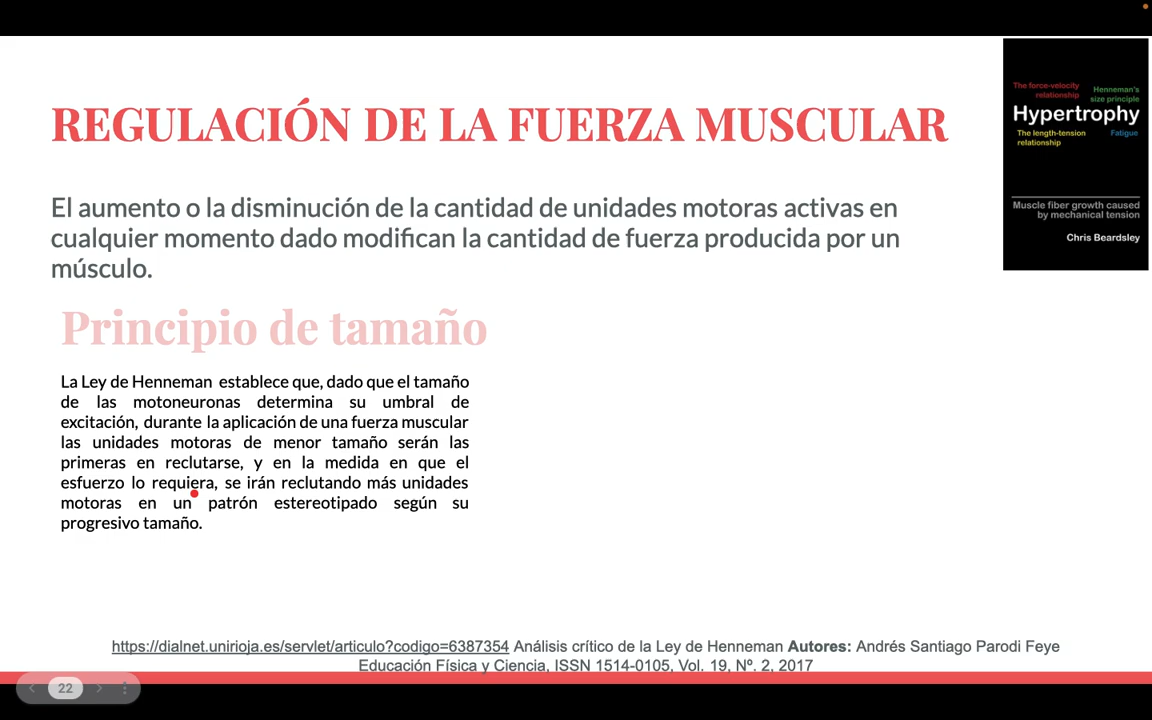 REGULACIÓN DE LA FUERZA MUSCULAR
El aumento o la disminución de la cantidad de unidades motoras activas en
cualquier momento dado modifican la cantidad de fuerza producida por un
músculo.
Principio de tamaño
La Ley de Henneman establece que, dado que el tamaño
de las motoneuronas determina su umbral de
excitación, durante la aplicación de una fuerza muscular
las unidades motoras de menor tamaño serán las
primeras en reclutarse, y en la medida en que el
esfuerzo lo requiera, se irán reclutando más unidades
motoras en un patrón estereotipado según su
progresivo tamaño.
The force-velocity
relationship
Henneman's
size principle
Hypertrophy
The length-tension
relationship
Fatigue
Muscle fiber growth caused
by mechanical tension
Chris Beardsley
https://dialnet.unirioja.es/servlet/articulo?codigo=6387354 Análisis crítico de la Ley de Henneman Autores: Andrés Santiago Parodi Feye
Educación Física y Ciencia, ISSN 1514-0105, Vol. 19, Nº. 2, 2017
22